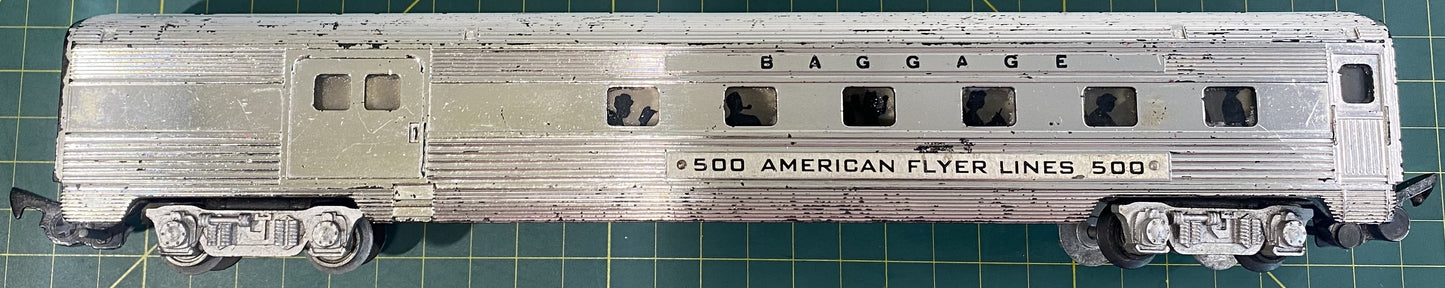 BAGGAGE
500 AMERICAN FLYER LINES 500